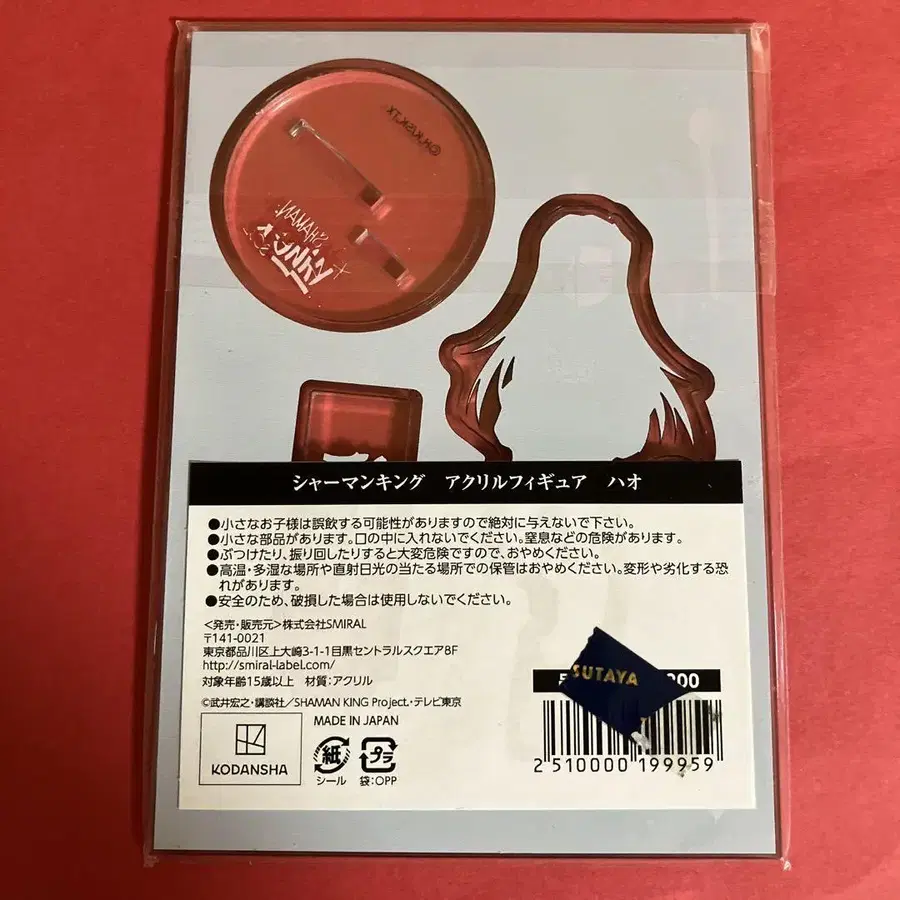 ©H,K/SK,TX
SHAMAN
KING
シャーマンキング　アクリルフィギュア　ハオ
●小さなお子様は誤飲する可能性がありますので絶対に与えないで下さい。
●小さな部品があります。口の中に入れないでください。窒息などの危険があります。
●ぶつけたり、振り回したりすると大変危険ですので、おやめください。
●高温・多湿な場所や直射日光の当たる場所での保管はおやめください。変形や劣化する恐
れがあります。
●安全のため、破損した場合は使用しないでください。
<発売・販売元>株式会社SMIRAL
〒141-0021
東京都品川区上大崎3-1-1目黒セントラルスクエア8F
http://smiral-label.com/
対象年齢15歳以上　材質：アクリル
©武井宏之・講談社／SHAMAN KING Project.・テレビ東京
MADE IN JAPAN
KODANSHA
紙
シール
プラ
袋:OPP
SUTAYA
00
2 510000 199959